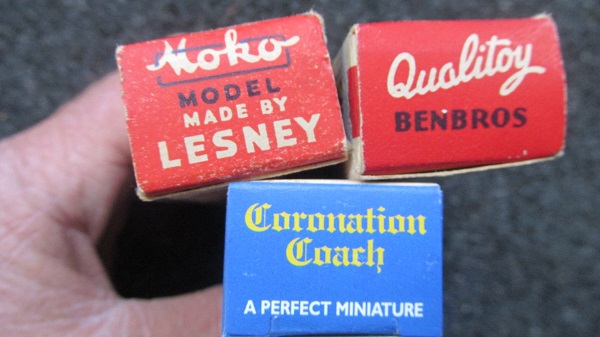 Moko
MODEL
MADE BY
LESNEY
Qualitoy
BENBROS
Coronation
Coach
A PERFECT MINIATURE